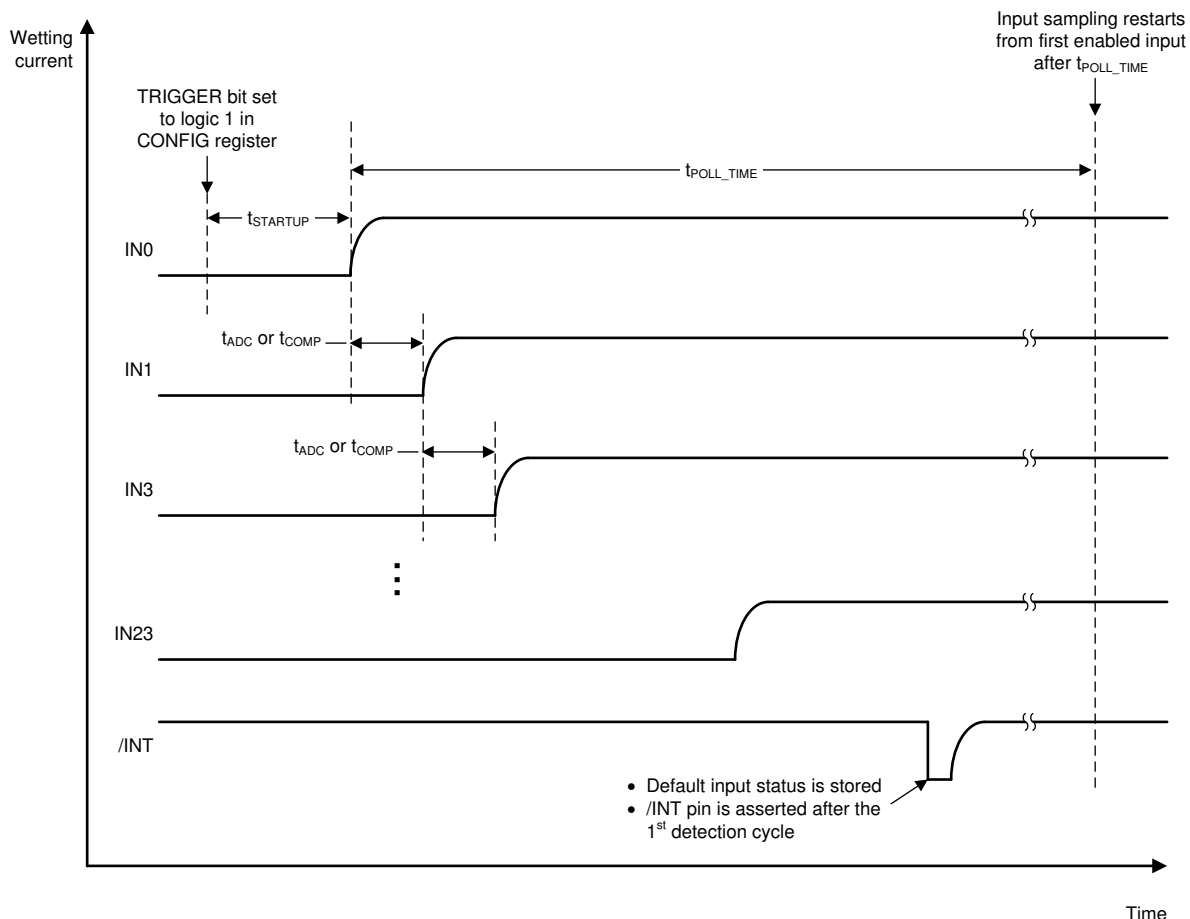 Wetting
current
Input sampling restarts
from first enabled input
after tPOLL_TIME
TRIGGER bit set
to logic 1 in
CONFIG register
tPOLL_TIME
tSTARTUP
IN0
tADC or tCOMP
IN1
tADC or tCOMP
IN3
IN23
/INT
• Default input status is stored
• /INT pin is asserted after the
1st detection cycle
Time